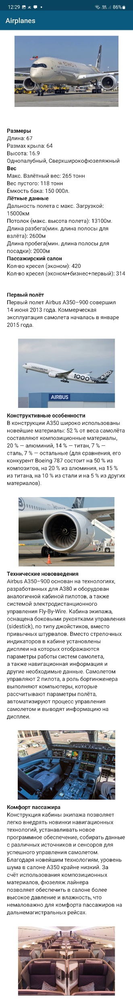 12:29
86%
Airplanes
ETIHAD
Размеры
Длина: 67
Размах крыла: 64
Высота: 16.9
Однопалубный, Сверхширокофюзеляжный
Вес
Макс. Взлётный вес: 265 тонн
Вес пустого: 118 тонн
Ёмкость бака: 150 000л.
Лётные данные
Дальность полета с макс. Загрузкой:
15000км
Потолок (макс. высота полета): 13100м.
Длина разбега(мин. длина полосы для
взлёта): 2600м
Длина пробега(мин. длина полосы для
посадки): 2000м
Пассажирский салон
Кол-во кресел (эконом): 420
Кол-во кресел (эконом+бизнес+первый): 314
Первый полёт
Первый полет Airbus A350–900 совершил
14 июня 2013 года. Коммерческая
эксплуатация самолета началась в январе
2015 года.
1000
A350
AIRBUS
Конструктивные особенности
В конструкции A350 широко использованы
новейшие материалы: 52 % от веса самолёта
составляют композиционные материалы,
20 % — алюминий, 14 % — титан, 7 % —
сталь, 7 % — остальные (для сравнения, его
конкурент Boeing 787 состоит на 50 % из
композитов, на 20 % из алюминия, на 15 %
из титана, на 10 % из стали и на 5 % из других
материалов).
Технические нововведения
Airbus A350–900 основан на технологиях,
разработанных для A380 и оборудован
аналогичной кабиной пилотов, а также
системой электродистанционного
управления Fly-By-Wire. Кабина экипажа,
оснащена боковыми рукоятками управления
(sidestick), по типу джойстиков, вместо
привычных штурвалов. Вместо стрелочных
индикаторов в кабине установлены
дисплеи на которых отображаются
параметры работы систем самолета,
а также навигационная информация и
другие необходимые данные. Самолетом
управляют 2 пилота, а роль бортинженера
выполняют компьютеры, которые
рассчитывают параметры полёта,
автоматизируют процесс управления
самолетом и выводят информацию на
дисплеи.
Комфорт пассажира
Конструкция кабины экипажа позволяет
легко внедрять новинки навигационных
технологий, устанавливать новое
программное обеспечение, собирать данные
с различных источников и сенсоров для
успешного управления самолетом.
Благодаря новейшим технологиям, уровень
шума в салоне A350 крайне низкий. За
счёт использования композиционных
материалов, фюзеляж лайнера
позволяет обеспечить в салоне более
высокое давление и влажность, что
немаловажно для комфорта пассажиров на
дальнемагистральных рейсах.